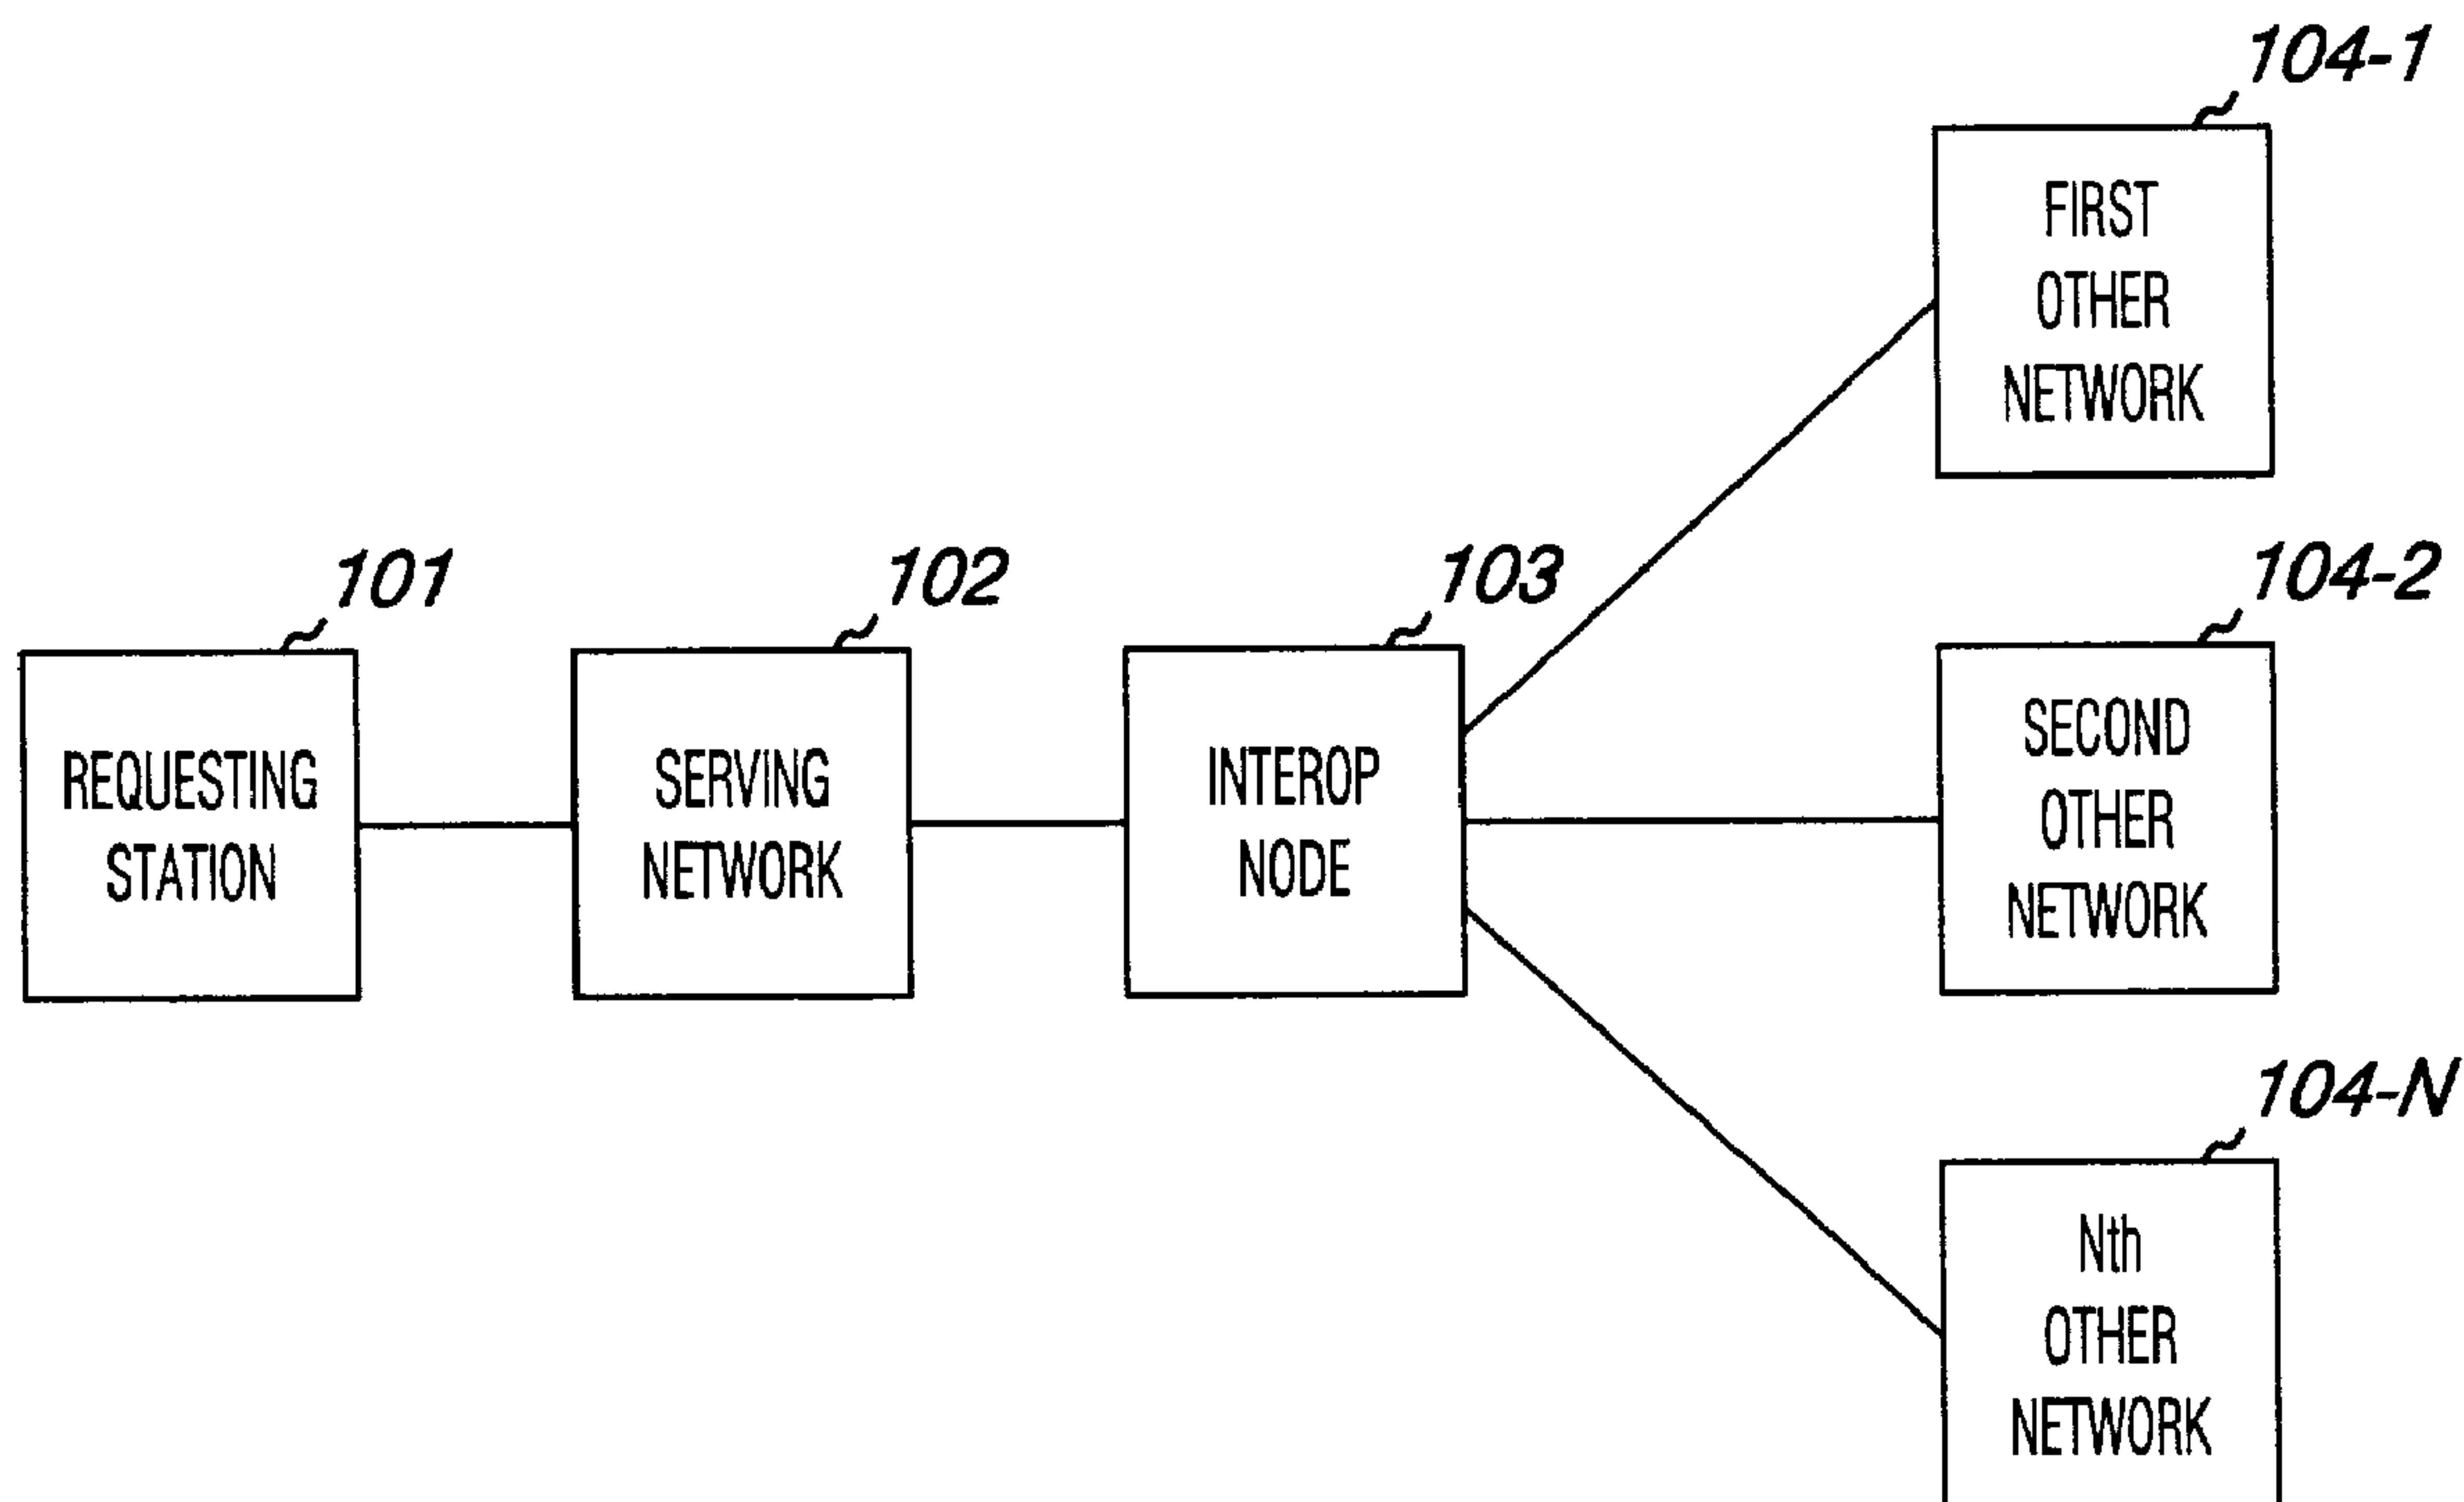 104-1
FIRST
OTHER
NETWORK
101
REQUESTING
STATION
102
SERVING
NETWORK
103
INTEROP
NODE
104-2
SECOND
OTHER
NETWORK
104-N
Nth
OTHER
NETWORK